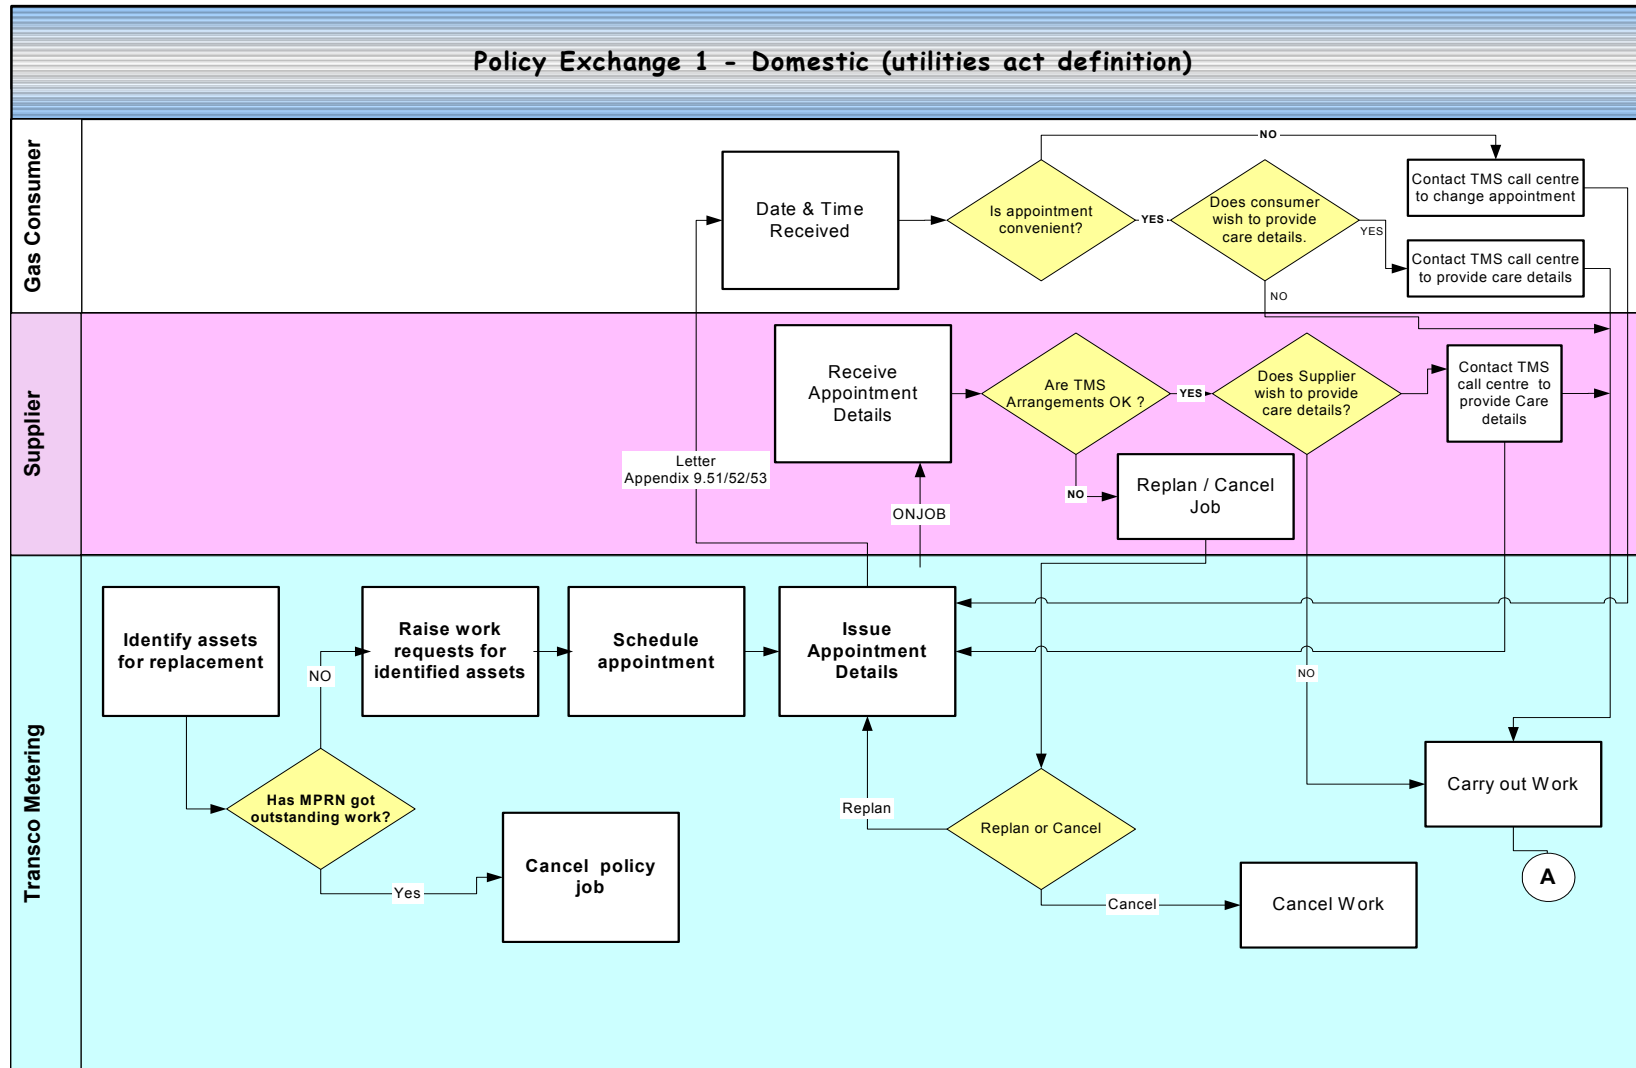 Policy Exchange 1 - Domestic (utilities act definition)
Gas Consumer
NO
Date & Time
Received
Is appointment
convenient?
YES
Does consumer
wish to provide
care details.
YES
NO
Contact TMS call centre
to change appointment
Contact TMS call centre
to provide care details
Supplier
Receive
Appointment
Details
Are TMS
Arrangements OK ?
YES
Does Supplier
wish to provide
care details?
Contact TMS
call centre to
provide Care
details
Letter
Appendix 9.51/52/53
ONJOB
NO
Replan / Cancel
Job
Transco Metering
Identify assets
for replacement
NO
Raise work
requests for
identified assets
Schedule
appointment
Issue
Appointment
Details
NO
Has MPRN got
outstanding work?
Yes
Cancel policy
job
Replan
Replan or Cancel
Cancel
Cancel Work
Carry out Work
A